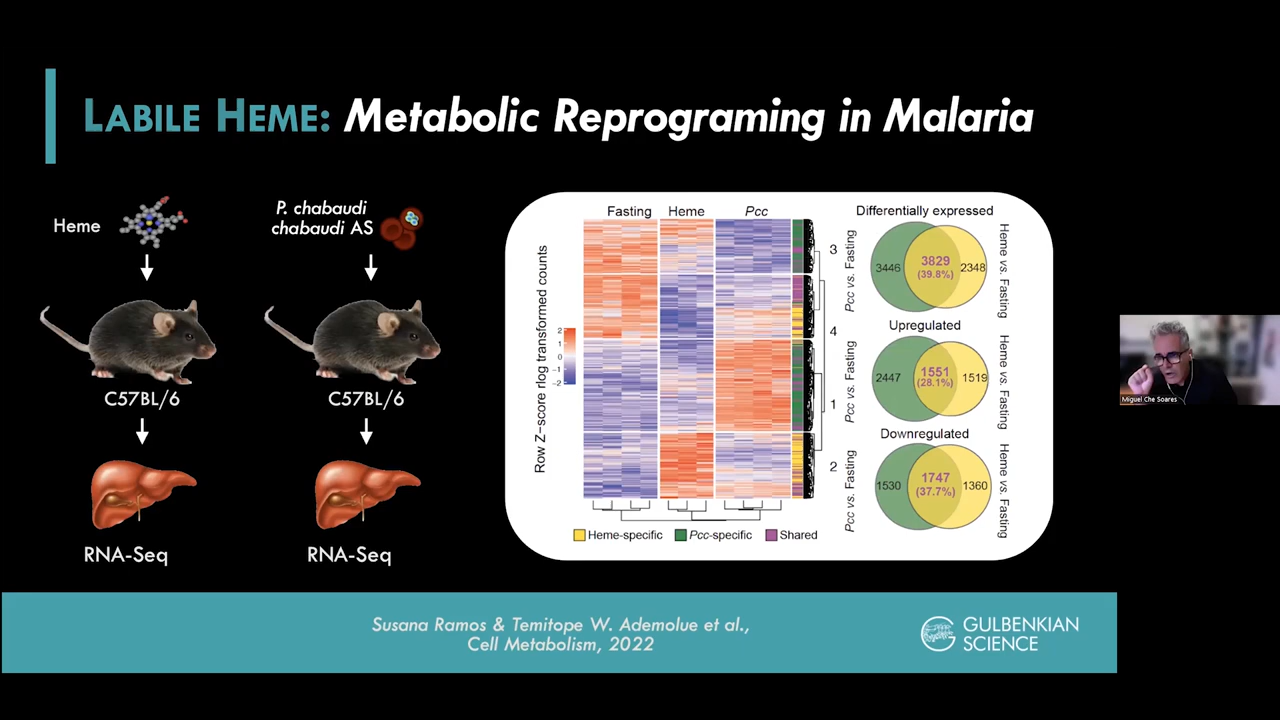 LABILE HEME: Metabolic Reprograming in Malaria
Heme
P. chabaudi
chabaudi AS
C57BL/6
C57BL/6
RNA-Seq
RNA-Seq
Fasting
Heme
Pcc
Row Z−score rlog transformed counts
2
1
0
−1
−2
3
4
1
2
Heme-specific
Pcc-specific
Shared
Differentially expressed
Pcc vs. Fasting
3446
3829
(39.8%)
2348
Heme vs. Fasting
Upregulated
Pcc vs. Fasting
2447
1551
(28.1%)
1519
Heme vs. Fasting
Downregulated
Pcc vs. Fasting
1530
1747
(37.7%)
1360
Heme vs. Fasting
Miguel Che Soares
Susana Ramos & Temitope W. Ademolue et al.,
Cell Metabolism, 2022
GULBENKIAN
SCIENCE